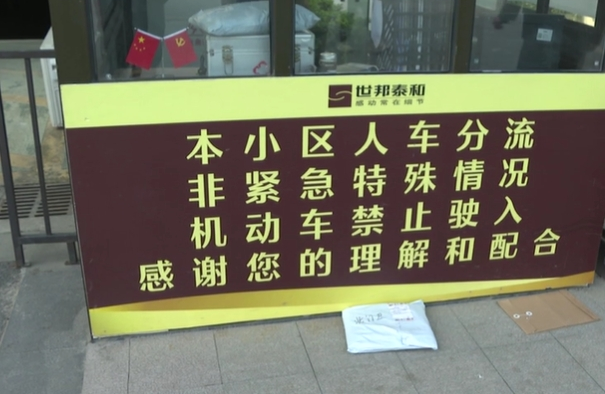 世邦泰和
感动常在细节
本小区人车分流
非紧急特殊情况
机动车禁止驶入
感谢您的理解和配合